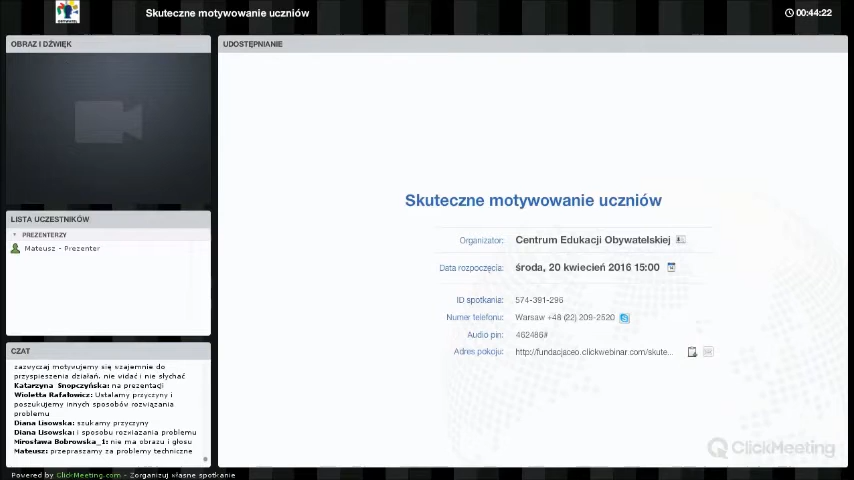 Skuteczne motywowanie uczniów
00:44:22
OBRAZ I DŹWIĘK
LISTA UCZESTNIKÓW
PREZENTERZY
Mateusz - Prezenter
CZAT
zazwyczaj motywujemy się wzajemnie do
przyspieszenia działań, nie widać i nie słychać
Katarzyna Snopczyńska: na prezentacji
Wioletta Rafałowicz: Ustalamy przyczyny i
poszukujemy innych sposobów rozwiązania
problemu
Diana Lisowska: szukamy przyczyny
Diana Lisowska: i sposobu rozwiazania problemu
Mirosława Bobrowska_1: nie ma obrazu i głosu
Mateusz: przepraszamy za problemy techniczne
UDOSTĘPNIANIE
Skuteczne motywowanie uczniów
Organizator: Centrum Edukacji Obywatelskiej
Data rozpoczęcia: środa, 20 kwiecień 2016 15:00
ID spotkania: 574-391-296
Numer telefonu: Warsaw +48 (22) 209-2520
Audio pin: 462486#
Adres pokoju: http://fundacjaceo.clickwebinar.com/skute...
ClickMeeting
Powered by ClickMeeting.com - Zorganizuj własne spotkanie